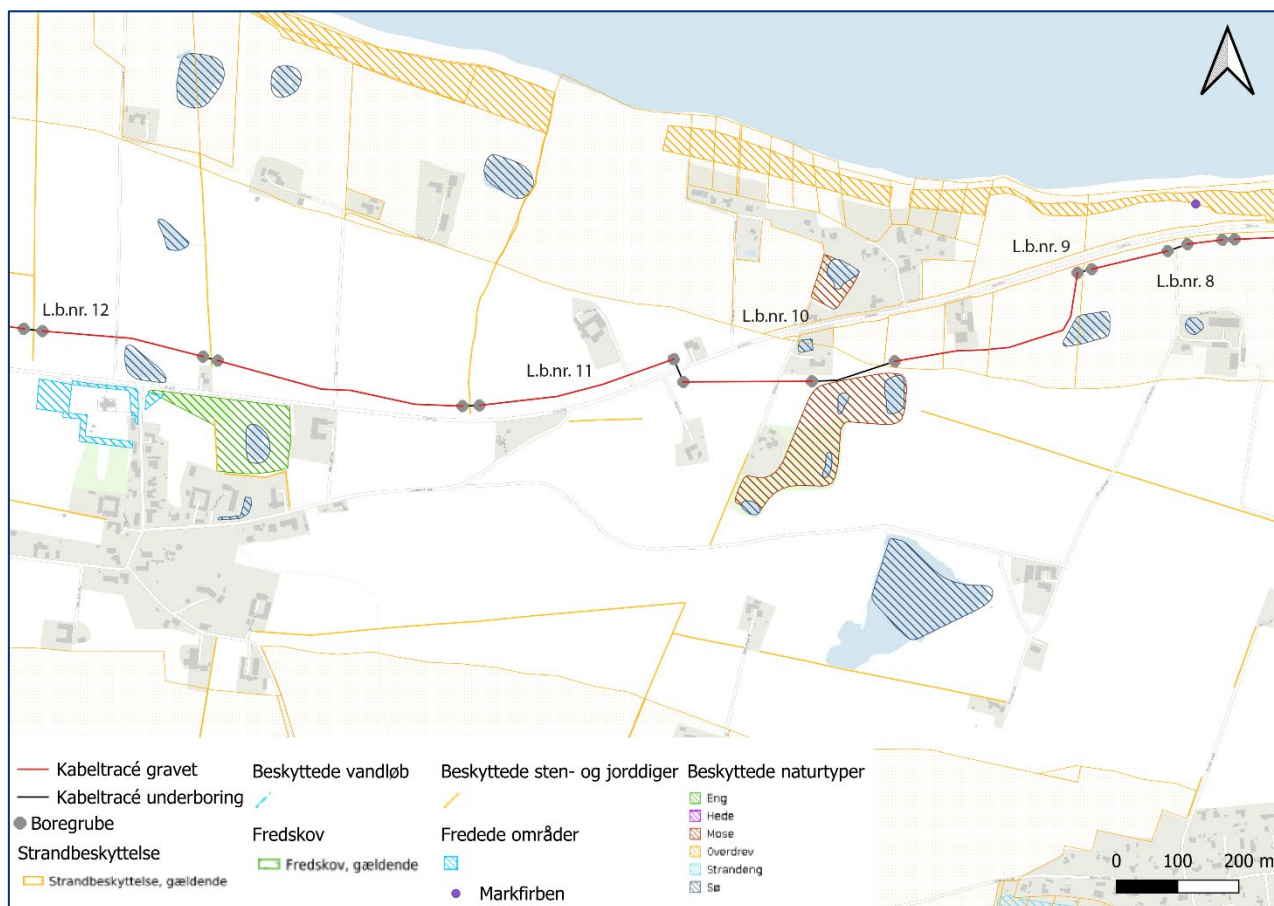 L.b.nr. 9
L.b.nr. 8
L.b.nr. 12
L.b.nr. 10
L.b.nr. 11
Kabeltracé gravet
Kabeltracé underboring
Boregrube
Strandbeskyttelse
Strandbeskyttelse, gældende
Beskyttede vandløb
Fredskov
Fredskov, gældende
Beskyttede sten- og jorddiger
Fredede områder
Markfirben
Beskyttede naturtyper
Eng
Hede
Mose
Overdrev
Strandeng
Sø
0 100 200 m